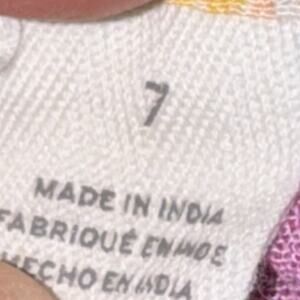 7
MADE IN INDIA
FABRIQUÉ EN INDE
HECHO EN INDIA